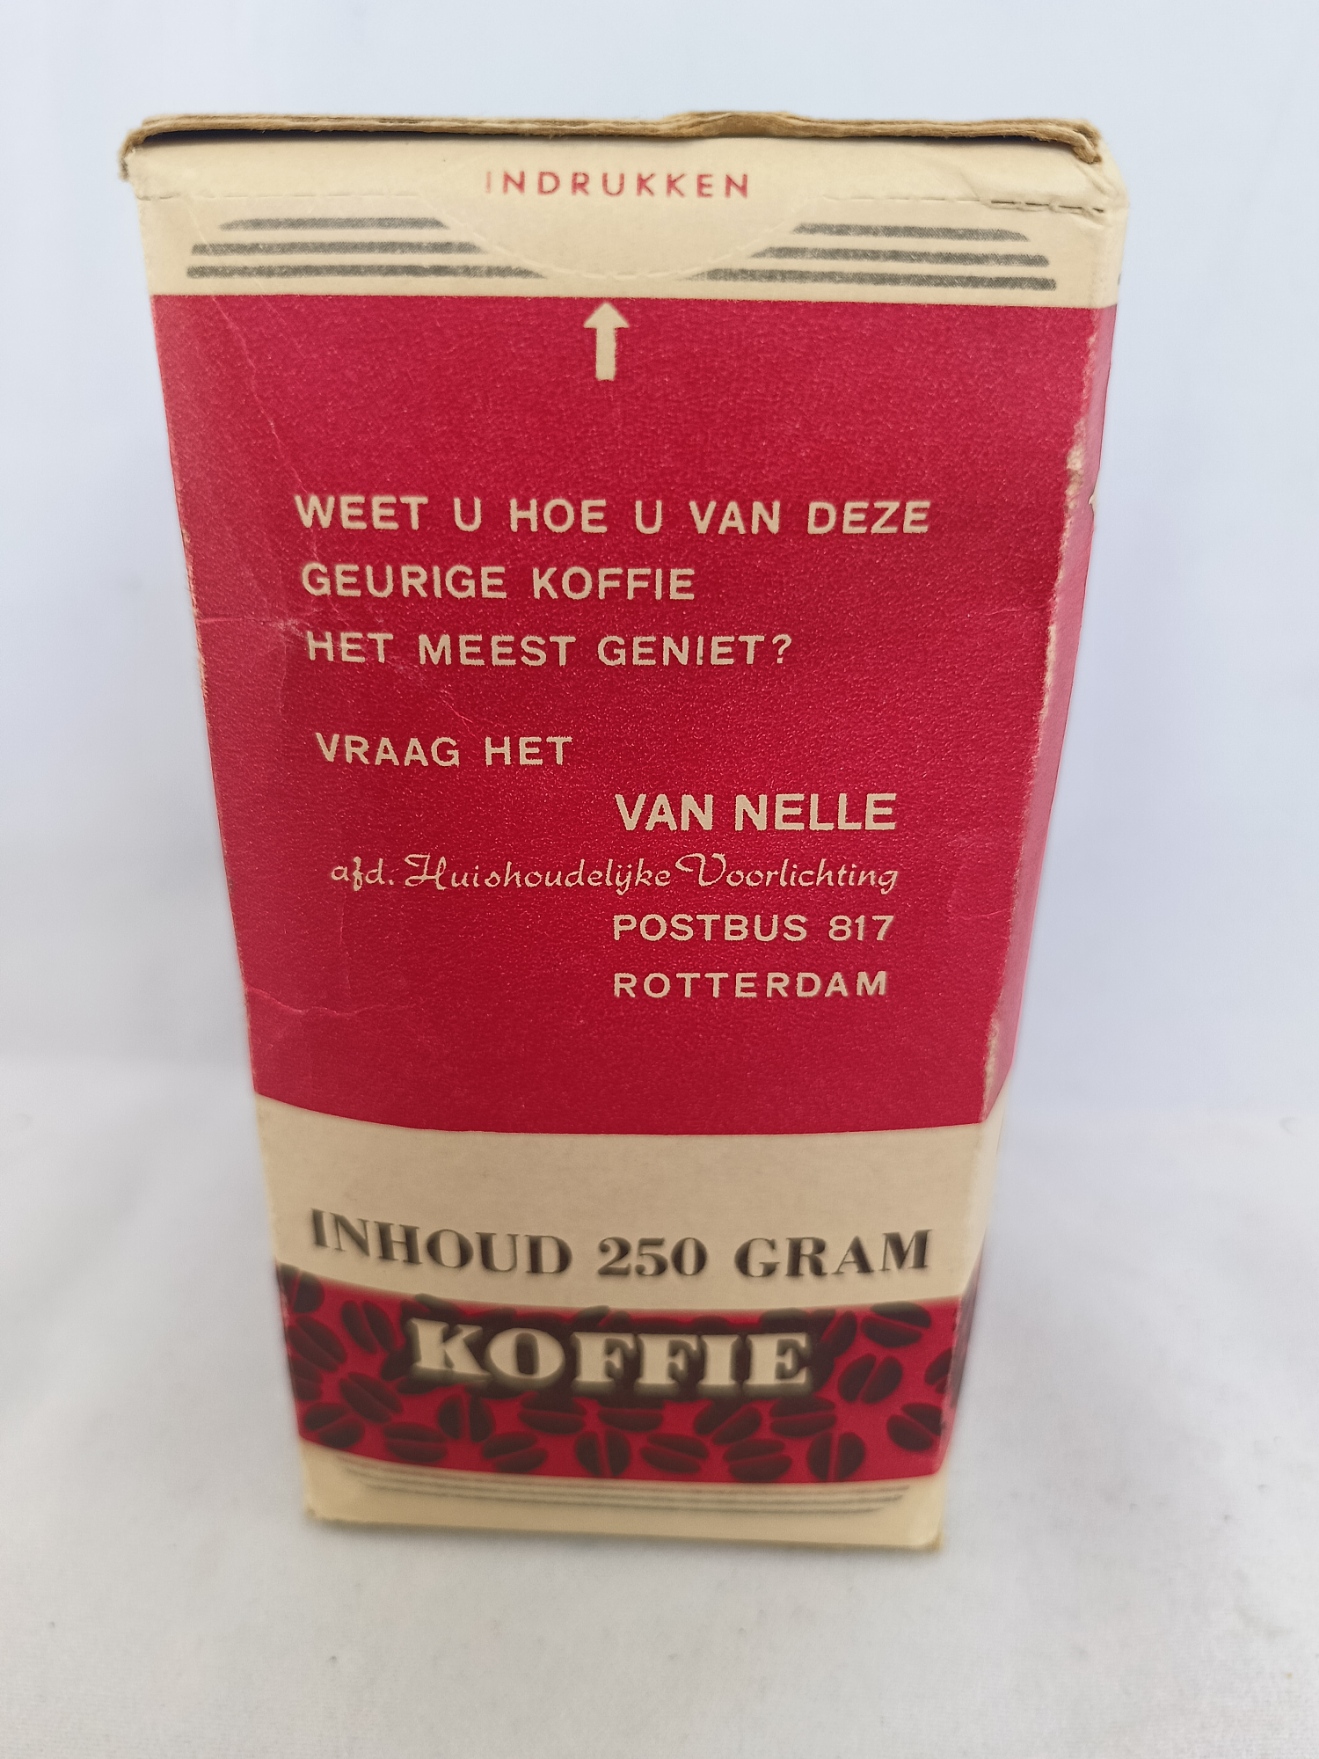 INDRUKKEN
WEET U HOE U VAN DEZE
GEURIGE KOFFIE
HET MEEST GENIET?
VRAAG HET
VAN NELLE
afd. Huishoudelijke Voorlichting
POSTBUS 817
ROTTERDAM
INHOUD 250 GRAM
KOFFIE